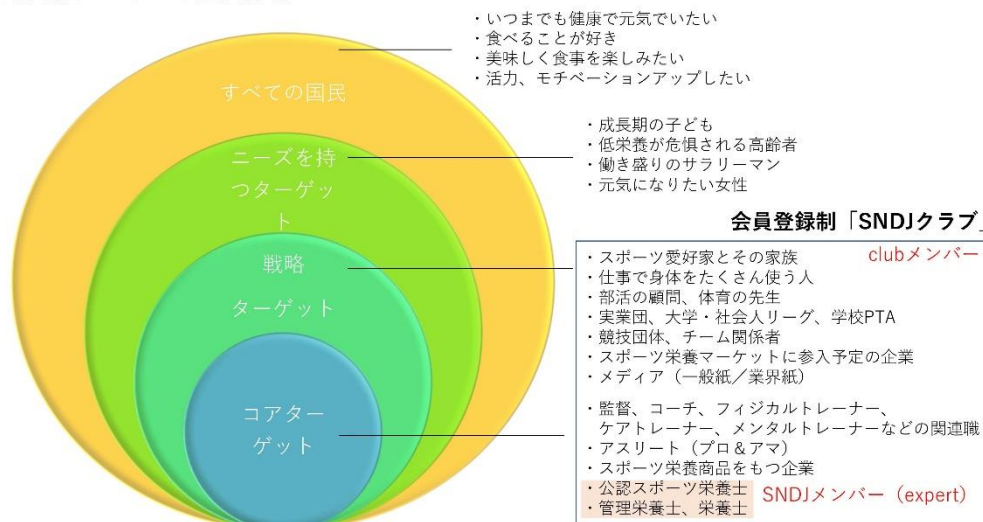 ・いつまでも健康で元気でいたい
・食べることが好き
・美味しく食事を楽しみたい
・活力、モチベーションアップしたい
すべての国民
・成長期の子ども
・低栄養が危惧される高齢者
・働き盛りのサラリーマン
・元気になりたい女性
ニーズを持
つターゲッ
ト
会員登録制「SNDJクラブ」
戦略
ターゲット
・スポーツ愛好家とその家族
clubメンバー
・仕事で身体をたくさん使う人
・部活の顧問、体育の先生
・実業団、大学・社会人リーグ、学校PTA
・競技団体、チーム関係者
・スポーツ栄養マーケットに参入予定の企業
・メディア（一般紙／業界紙）
コアター
ゲット
・監督、コーチ、フィジカルトレーナー、
ケアトレーナー、メンタルトレーナーなどの関連職
・アスリート（プロ＆アマ）
・スポーツ栄養商品をもつ企業
・公認スポーツ栄養士
・管理栄養士、栄養士
SNDJメンバー（expert）